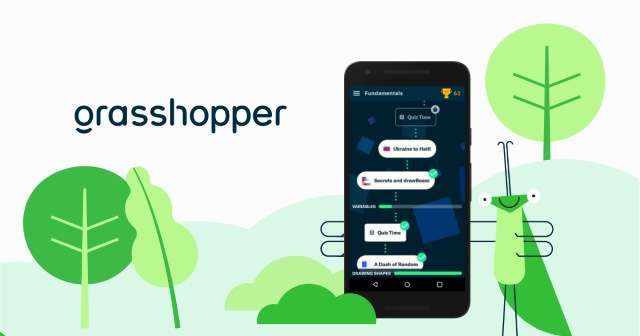 grasshopper
Fundamentals
63
Quiz Time
Ukraine to Haiti
Secrets and drawBoxes
VARIABLES
Quiz Time
A Dash of Random
DRAWING SHAPES